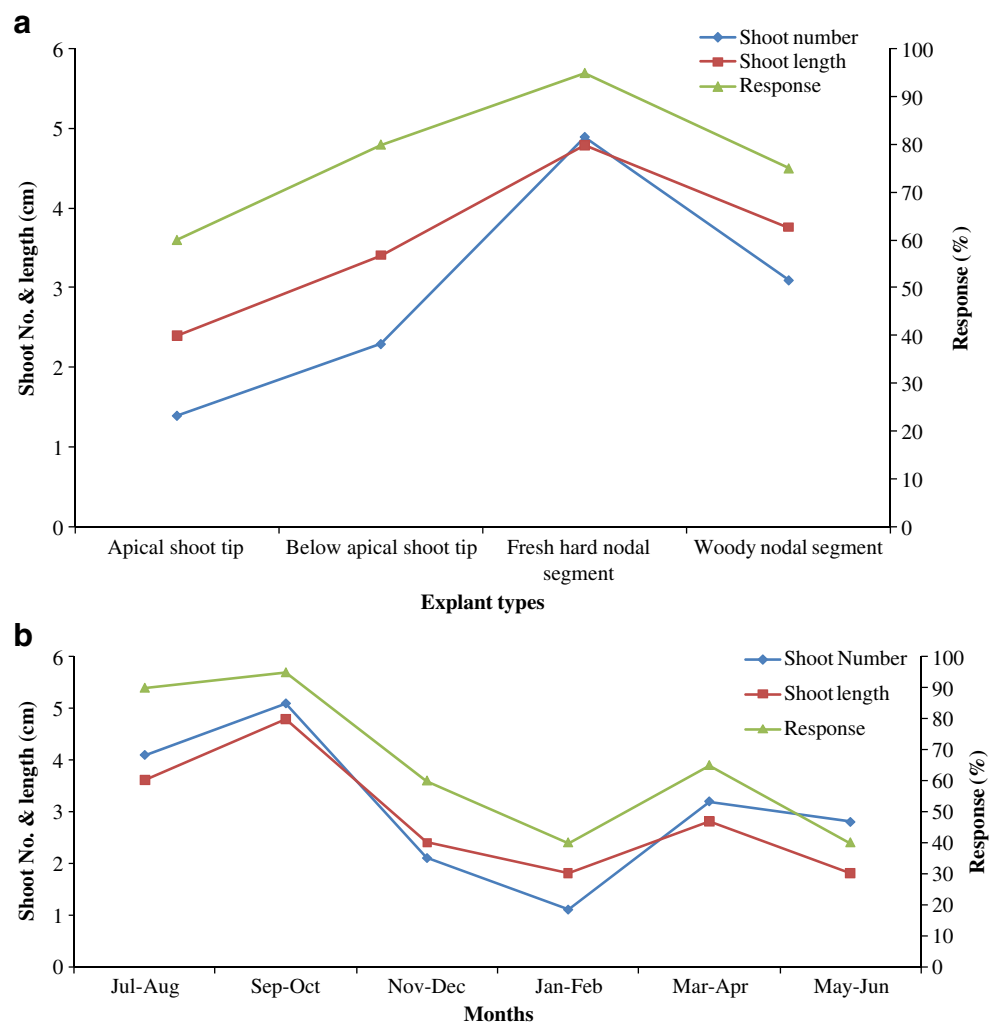 a
Shoot number
Shoot length
Response
6
5
4
3
2
1
0
Shoot No. & length (cm)
100
90
80
70
60
50
40
30
20
10
0
Response (%)
Apical shoot tip
Below apical shoot tip
Fresh hard nodal
segment
Woody nodal segment
Explant types
b
Shoot Number
Shoot length
Response
6
5
4
3
2
1
0
Shoot No. & length (cm)
100
90
80
70
60
50
40
30
20
10
0
Response (%)
Jul-Aug
Sep-Oct
Nov-Dec
Jan-Feb
Mar-Apr
May-Jun
Months